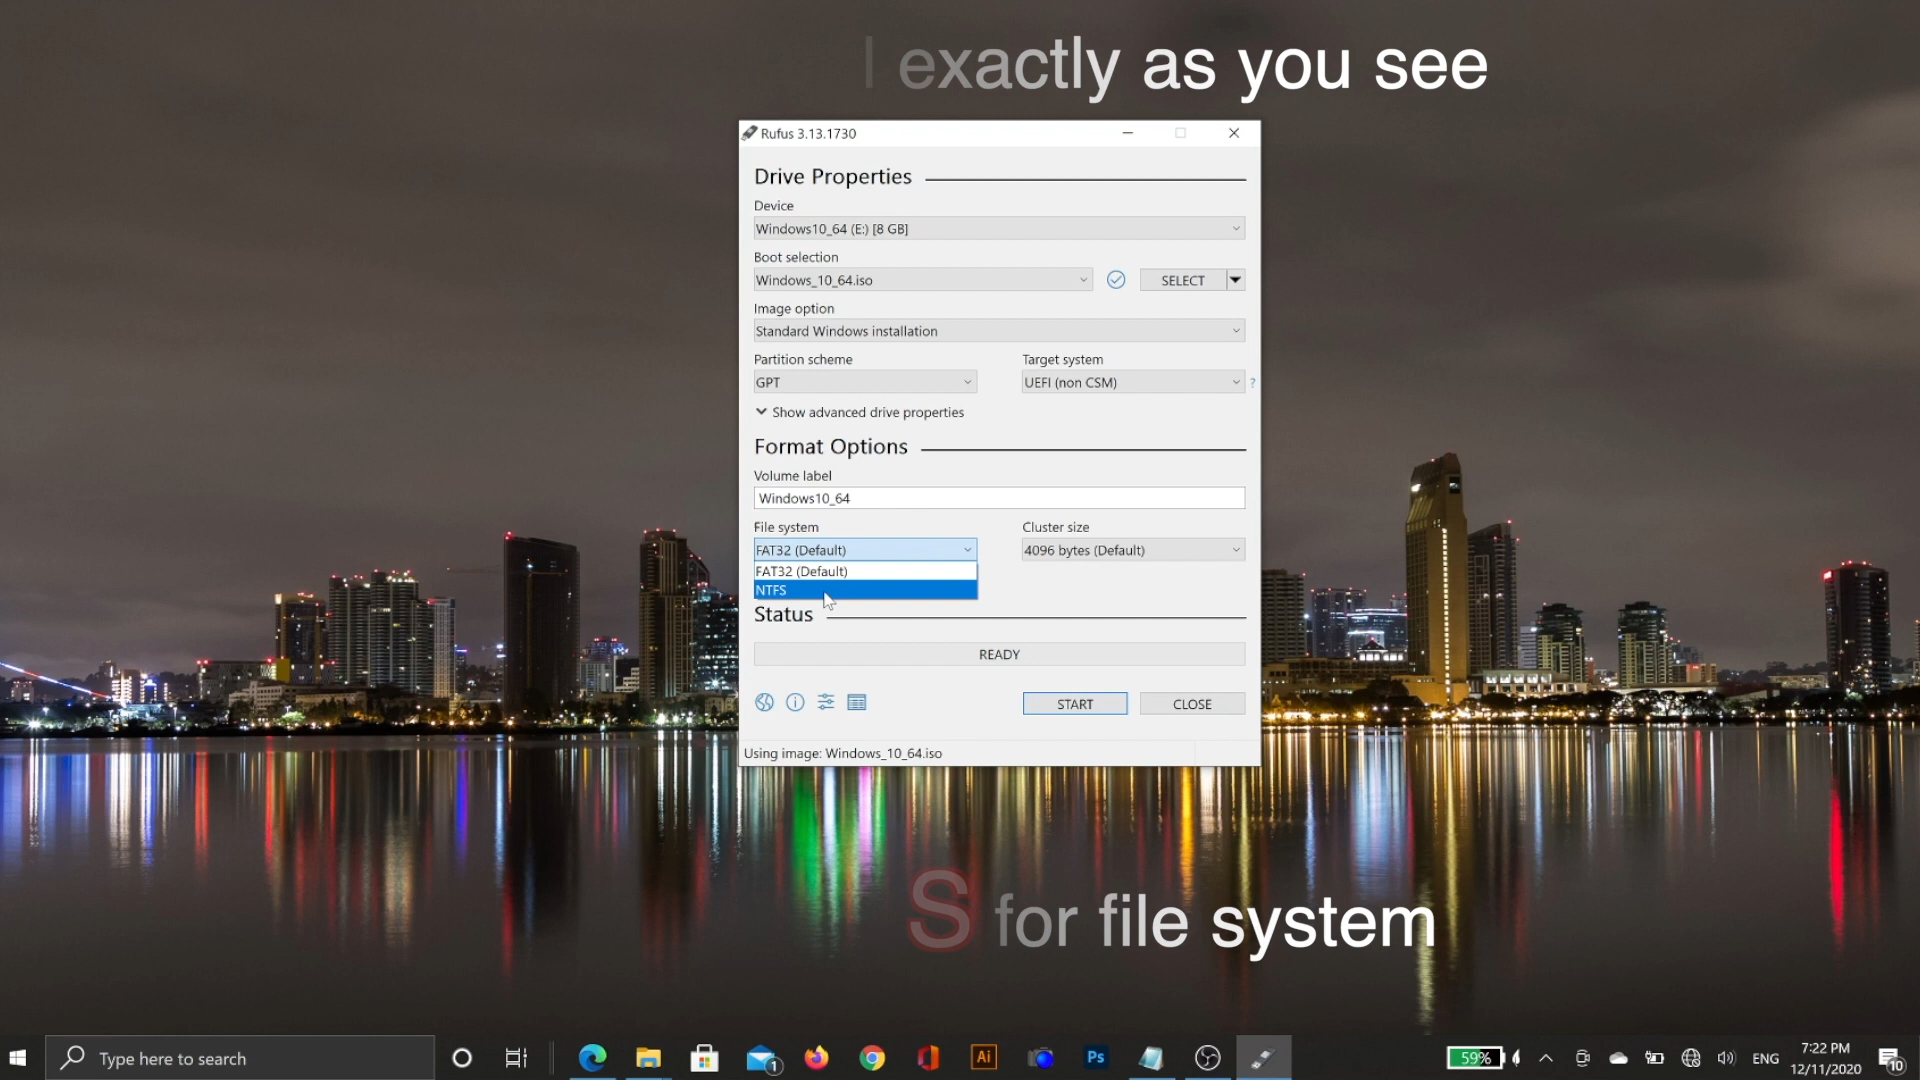 I exactly as you see
Rufus 3.13.1730
Drive Properties
Device
Windows10_64 (E:) [8 GB]
Boot selection
Windows_10_64.iso
SELECT
Image option
Standard Windows installation
Partition scheme
Target system
GPT
UEFI (non CSM)
?
Show advanced drive properties
Format Options
Volume label
Windows10_64
File system
Cluster size
FAT32 (Default)
4096 bytes (Default)
FAT32 (Default)
NTFS
Status
READY
START
CLOSE
Using image: Windows_10_64.iso
S for file system
Type here to search
1
Ai
Ps
59%
ENG
7:22 PM
12/11/2020
10